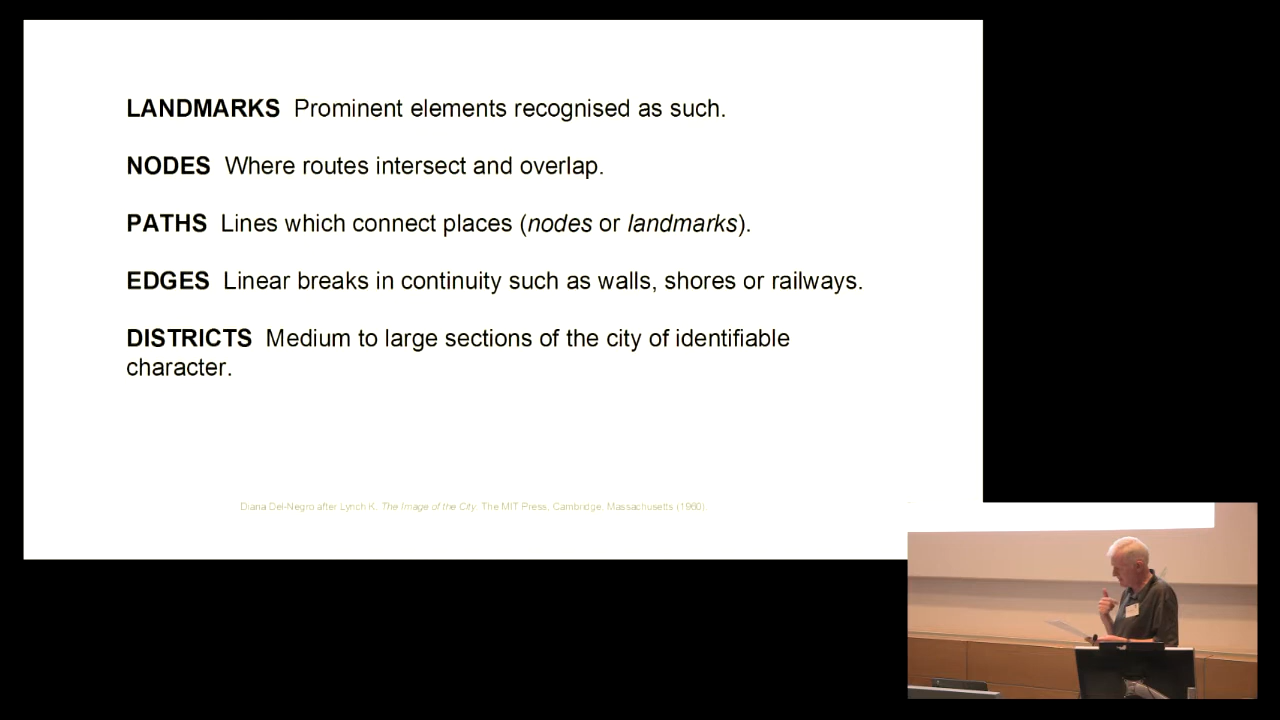 LANDMARKS Prominent elements recognised as such.
NODES Where routes intersect and overlap.
PATHS Lines which connect places (nodes or landmarks).
EDGES Linear breaks in continuity such as walls, shores or railways.
DISTRICTS Medium to large sections of the city of identifiable
character.
Diana Del-Negro after Lynch K. The Image of the City. The MIT Press, Cambridge, Massachusetts (1960).